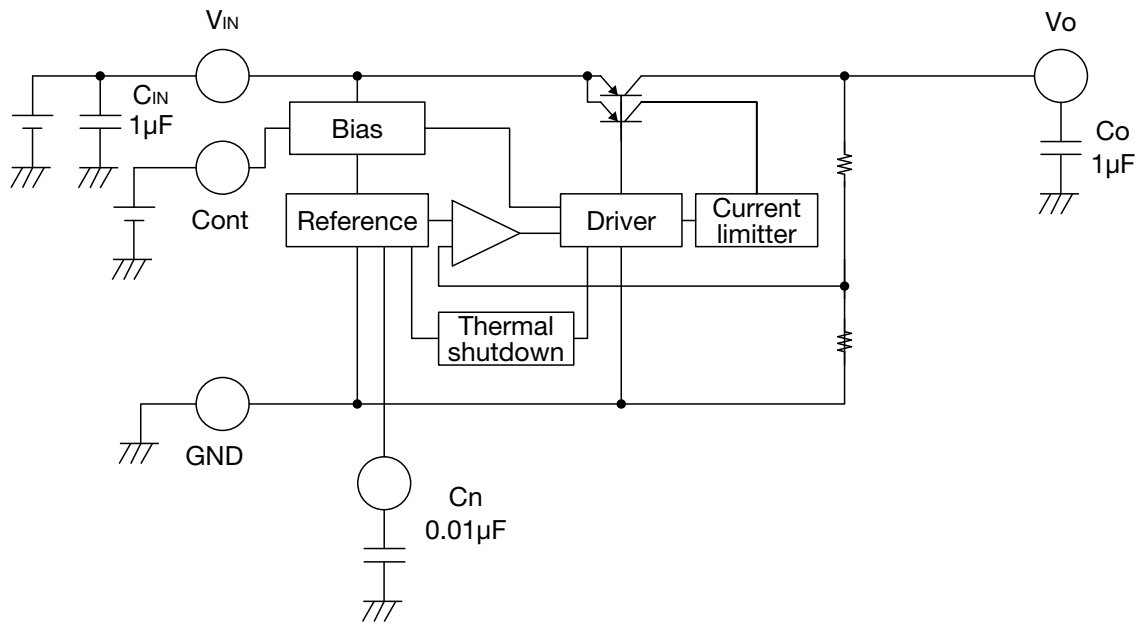 VIN
Vo
CIN
1µF
Bias
Co
1µF
Cont
Reference
Driver
Current
limitter
Thermal
shutdown
GND
Cn
0.01µF